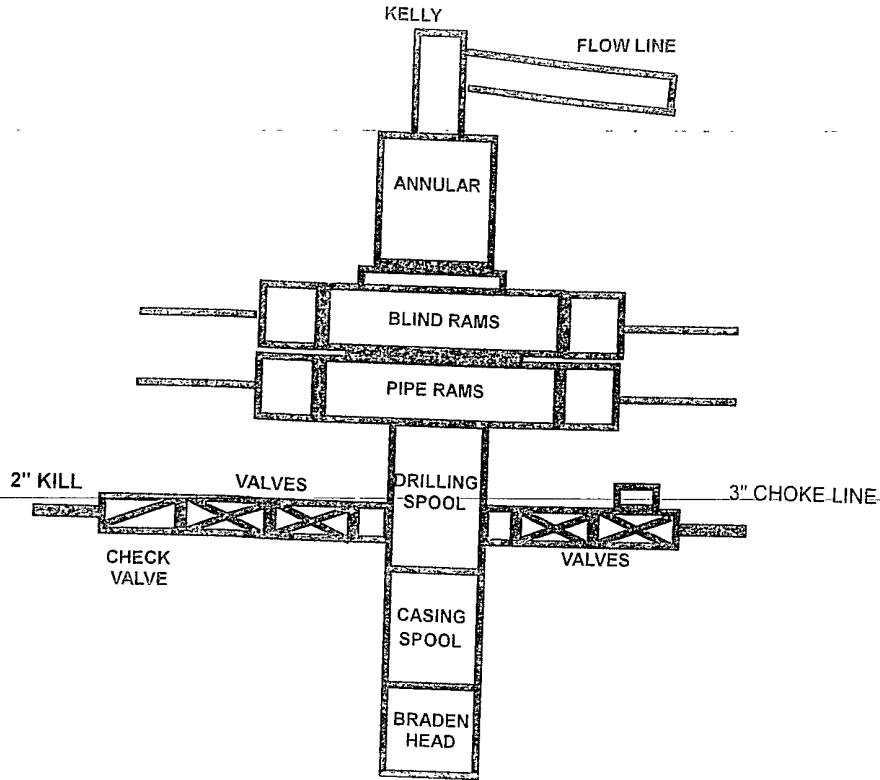 KELLY
FLOW LINE
ANNULAR
BLIND RAMS
PIPE RAMS
2" KILL
VALVES
DRILLING
SPOOL
3" CHOKE LINE
CHECK
VALVE
VALVES
CASING
SPOOL
BRADEN
HEAD